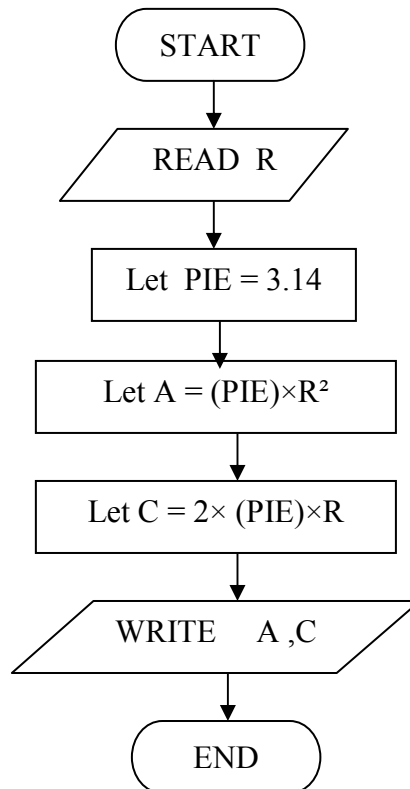 START
READ R
Let PIE = 3.14
Let A = (PIE)×R²
Let C = 2× (PIE)×R
WRITE A ,C
END